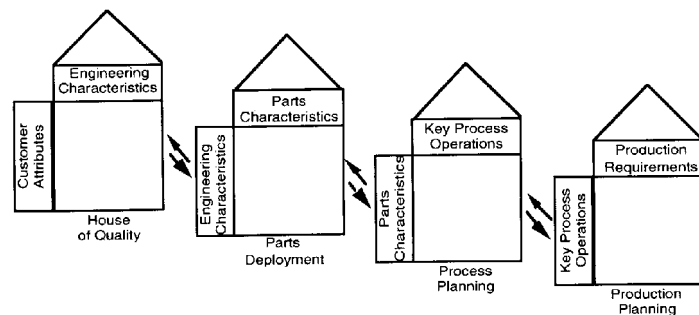 Engineering
Characteristics
Customer
Attributes
House
of Quality
Parts
Characteristics
Engineering
Characteristics
Parts
Deployment
Key Process
Operations
Parts
Characteristics
Process
Planning
Production
Requirements
Key Process
Operations
Production
Planning